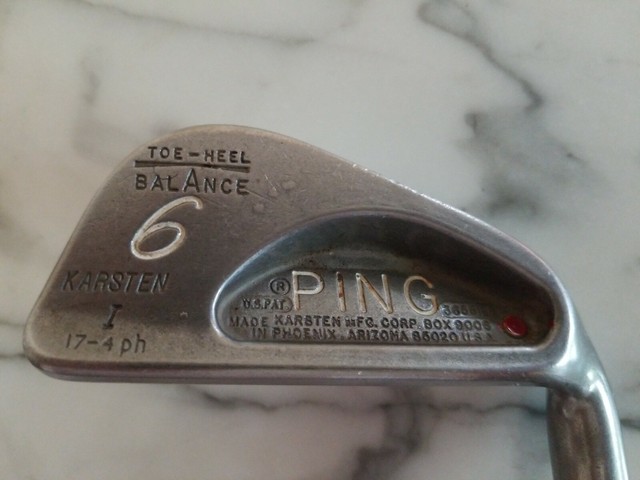 TOE-HEEL
BALANCE
6
KARSTEN
I
17-4 ph
® PING
U.S. PAT
MADE KARSTEN MFG. CORP. BOX
IN PHOENIX, ARIZONA 85020 U.S.A